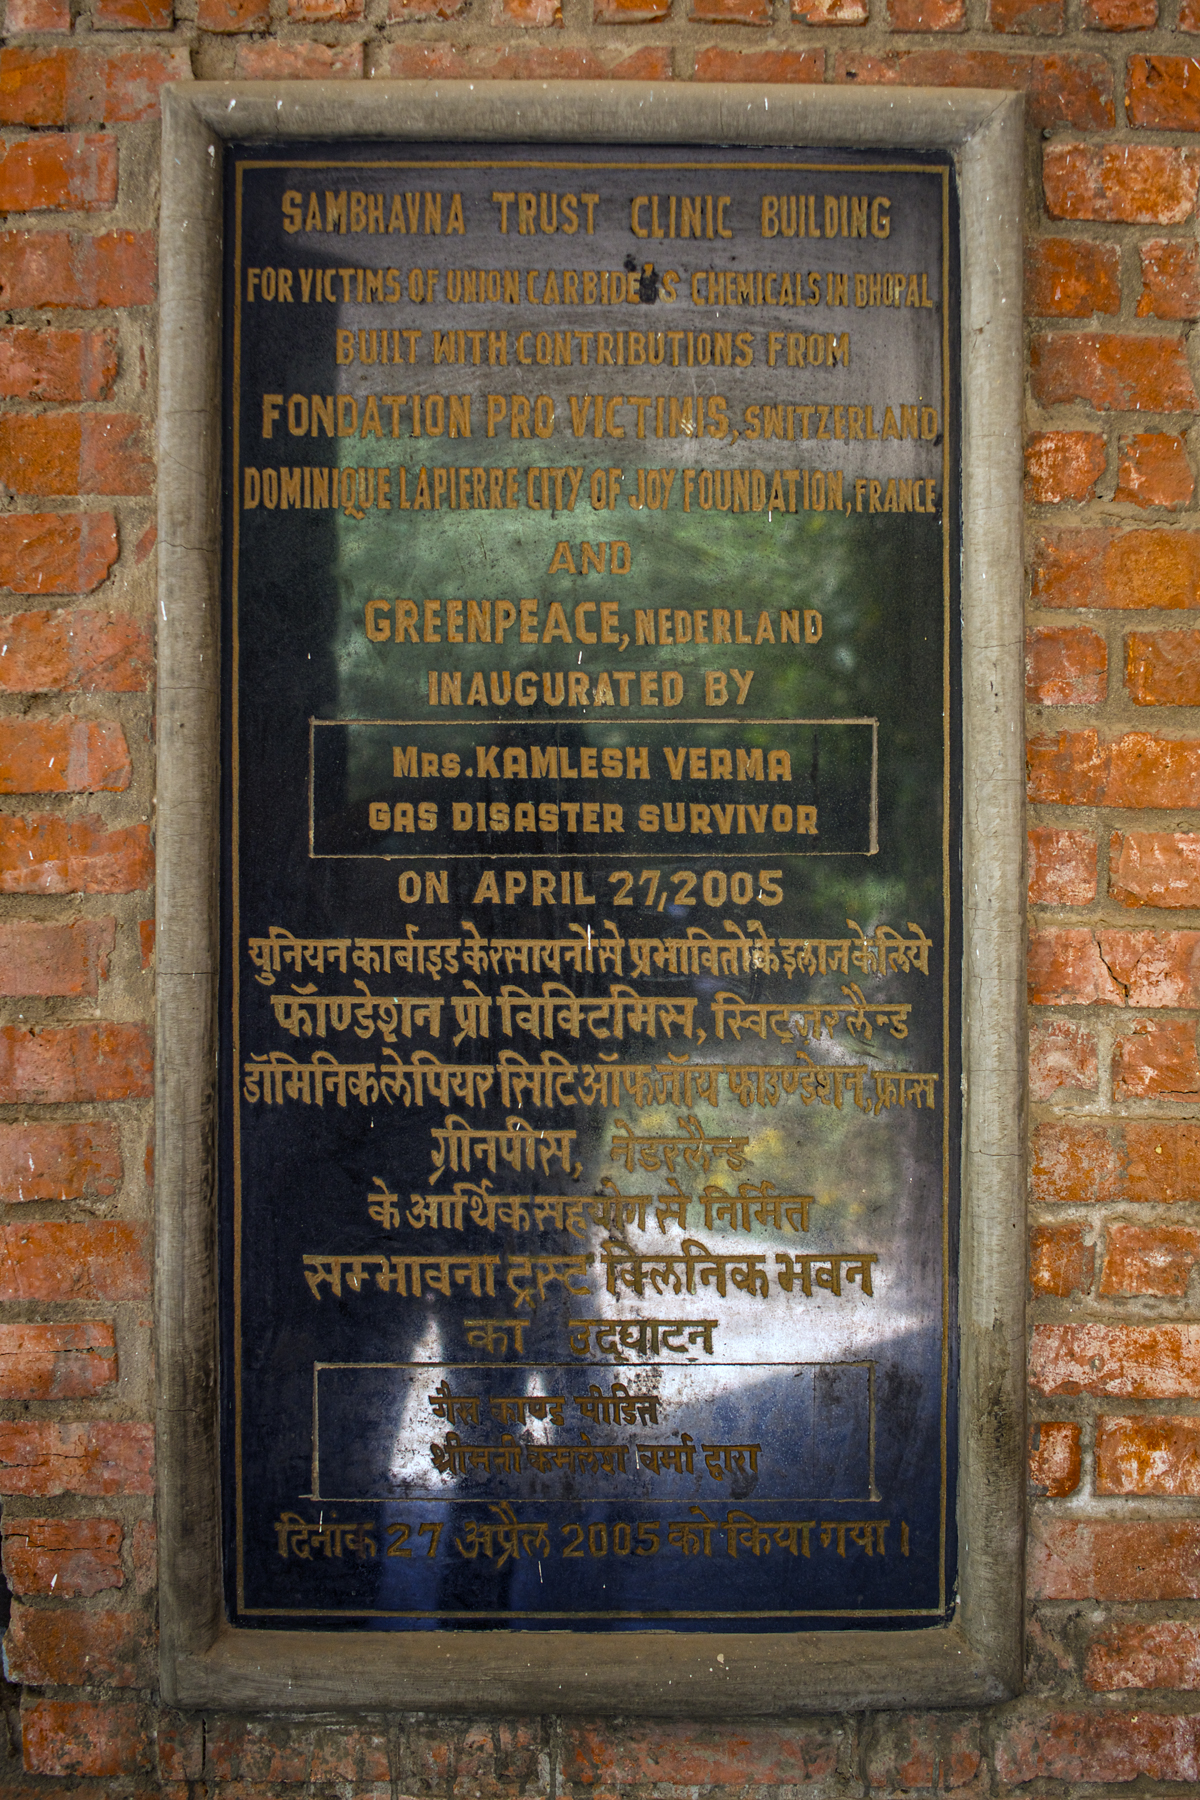 SAMBHAVNA TRUST CLINIC BUILDING
FOR VICTIMS OF UNION CARBIDE'S CHEMICALS IN BHOPAL
BUILT WITH CONTRIBUTIONS FROM
FONDATION PRO VICTIMIS, SWITZERLAND
DOMINIQUE LAPIERRE CITY OF JOY FOUNDATION, FRANCE
AND
GREENPEACE, NEDERLAND
INAUGURATED BY
MRS. KAMLESH VERMA
GAS DISASTER SURVIVOR
ON APRIL 27, 2005
युनियन कार्बाइड के रसायनों से प्रभावितों के इलाज के लिये
फॉण्डेशन प्रो विक्टिमिस, स्विट्ज़रलैन्ड
डॉमिनिक लेपियर सिटि ऑफ जॉय फाउण्डेशन, फ्रान्स
ग्रीनपीस, नेडरलैन्ड
के आर्थिक सहयोग से निर्मित
सम्भावना ट्रस्ट क्लिनिक भवन
का उद्घाटन
गैस काण्ड पीडित
श्रीमती कमलेश वर्मा द्वारा
दिनांक 27 अप्रैल 2005 को किया गया।